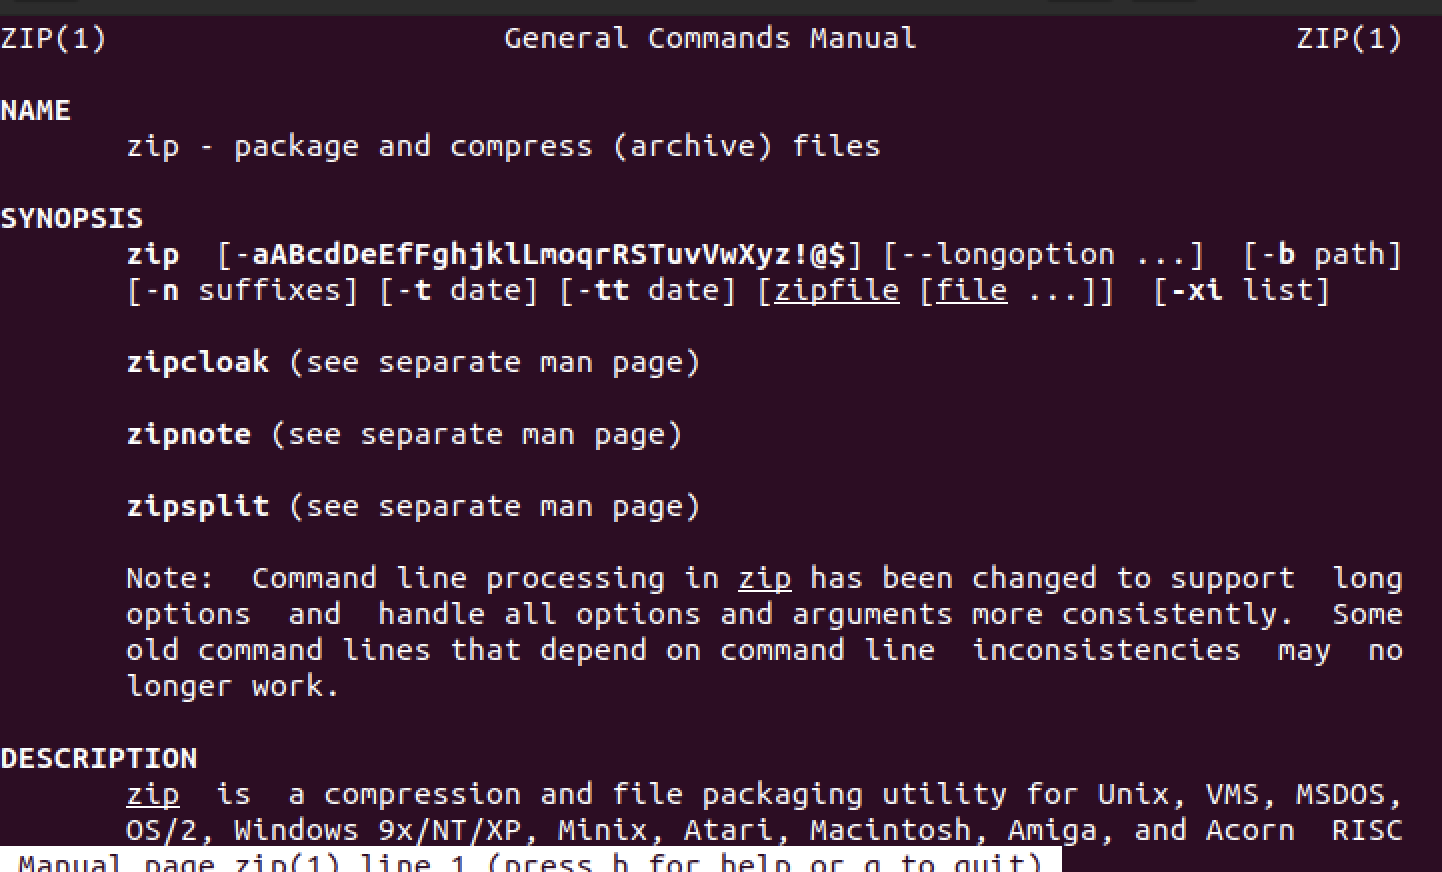 ZIP(1) General Commands Manual ZIP(1)
NAME
zip - package and compress (archive) files
SYNOPSIS
zip [-aABcdDeEfFghjklLmoqrRSTuvVwXyz!@$] [--longoption ...] [-b path]
[-n suffixes] [-t date] [-tt date] [zipfile [file ...]] [-xi list]
zipcloak (see separate man page)
zipnote (see separate man page)
zipsplit (see separate man page)
Note: Command line processing in zip has been changed to support long
options and handle all options and arguments more consistently. Some
old command lines that depend on command line inconsistencies may no
longer work.
DESCRIPTION
zip is a compression and file packaging utility for Unix, VMS, MSDOS,
OS/2, Windows 9x/NT/XP, Minix, Atari, Macintosh, Amiga, and Acorn RISC
Manual page zip(1) line 1 (press h for help or q to quit)